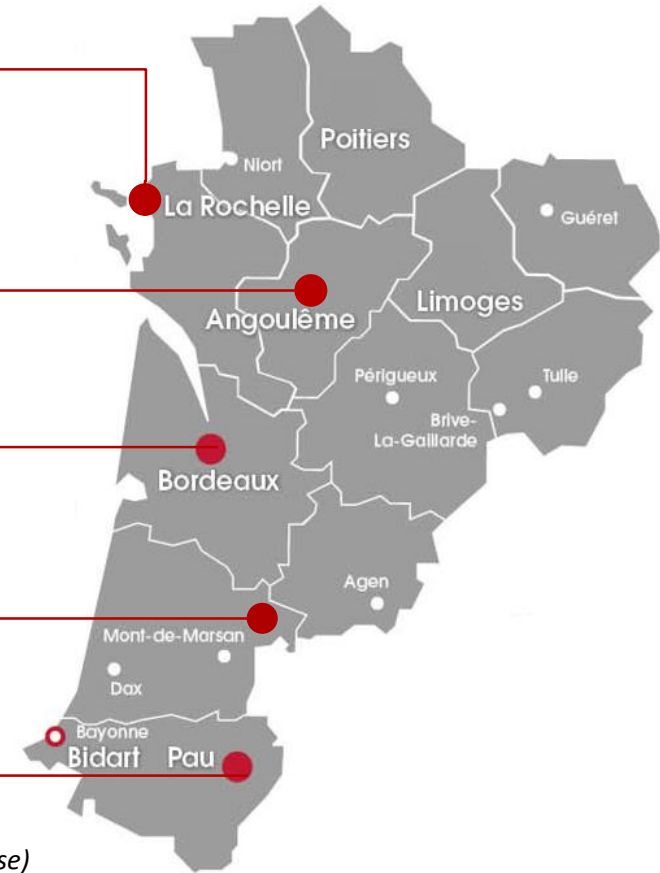 Poitiers
Niort
La Rochelle
Guéret
Limoges
Angoulême
Périgueux
Tulle
Brive-
La-Gaillarde
Bordeaux
Agen
Mont-de-Marsan
Dax
Bayonne
Bidart
Pau
se)